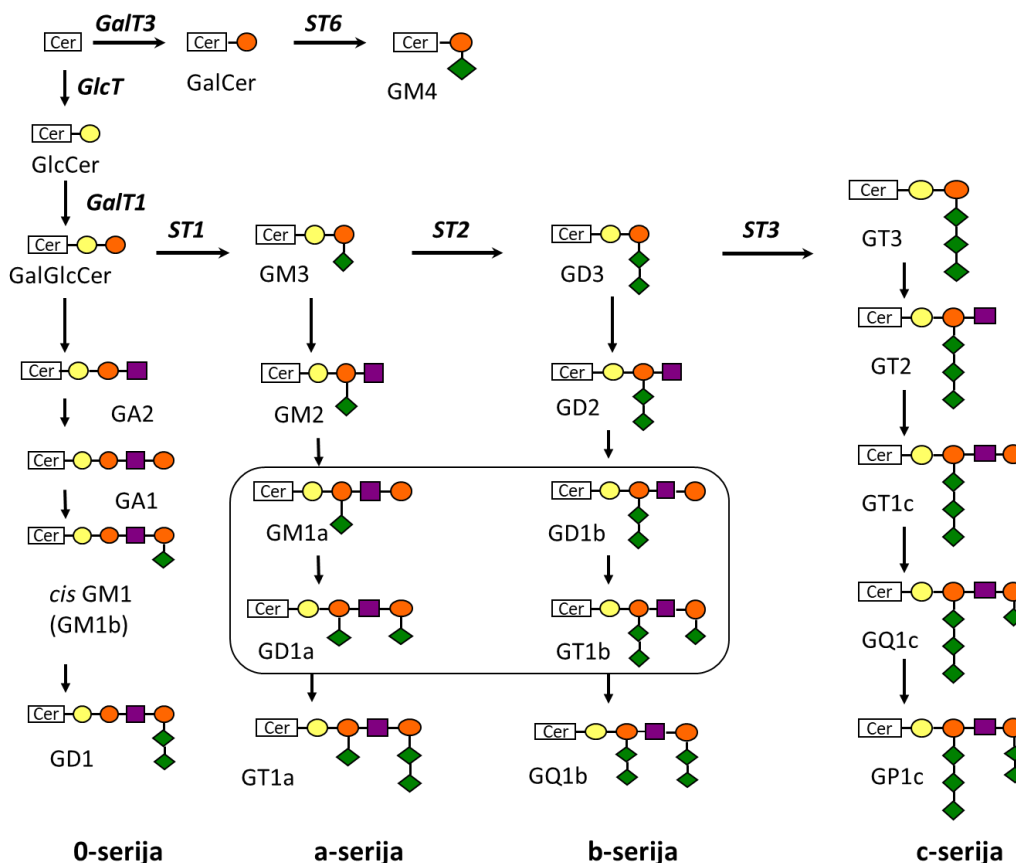 GalT3
ST6
Cer
Cer
Cer
GalCer
GM4
GlcT
Cer
GlcCer
GalT1
ST1
ST2
ST3
Cer
Cer
Cer
Cer
GalGlcCer
GM3
GD3
GT3
Cer
Cer
Cer
Cer
GA2
GM2
GD2
GT2
Cer
Cer
Cer
Cer
GA1
GM1a
GD1b
GT1c
Cer
cis GM1
(GM1b)
Cer
Cer
Cer
GD1a
GT1b
GQ1c
Cer
Cer
Cer
Cer
GD1
GT1a
GQ1b
GP1c
0-serija
a-serija
b-serija
c-serija